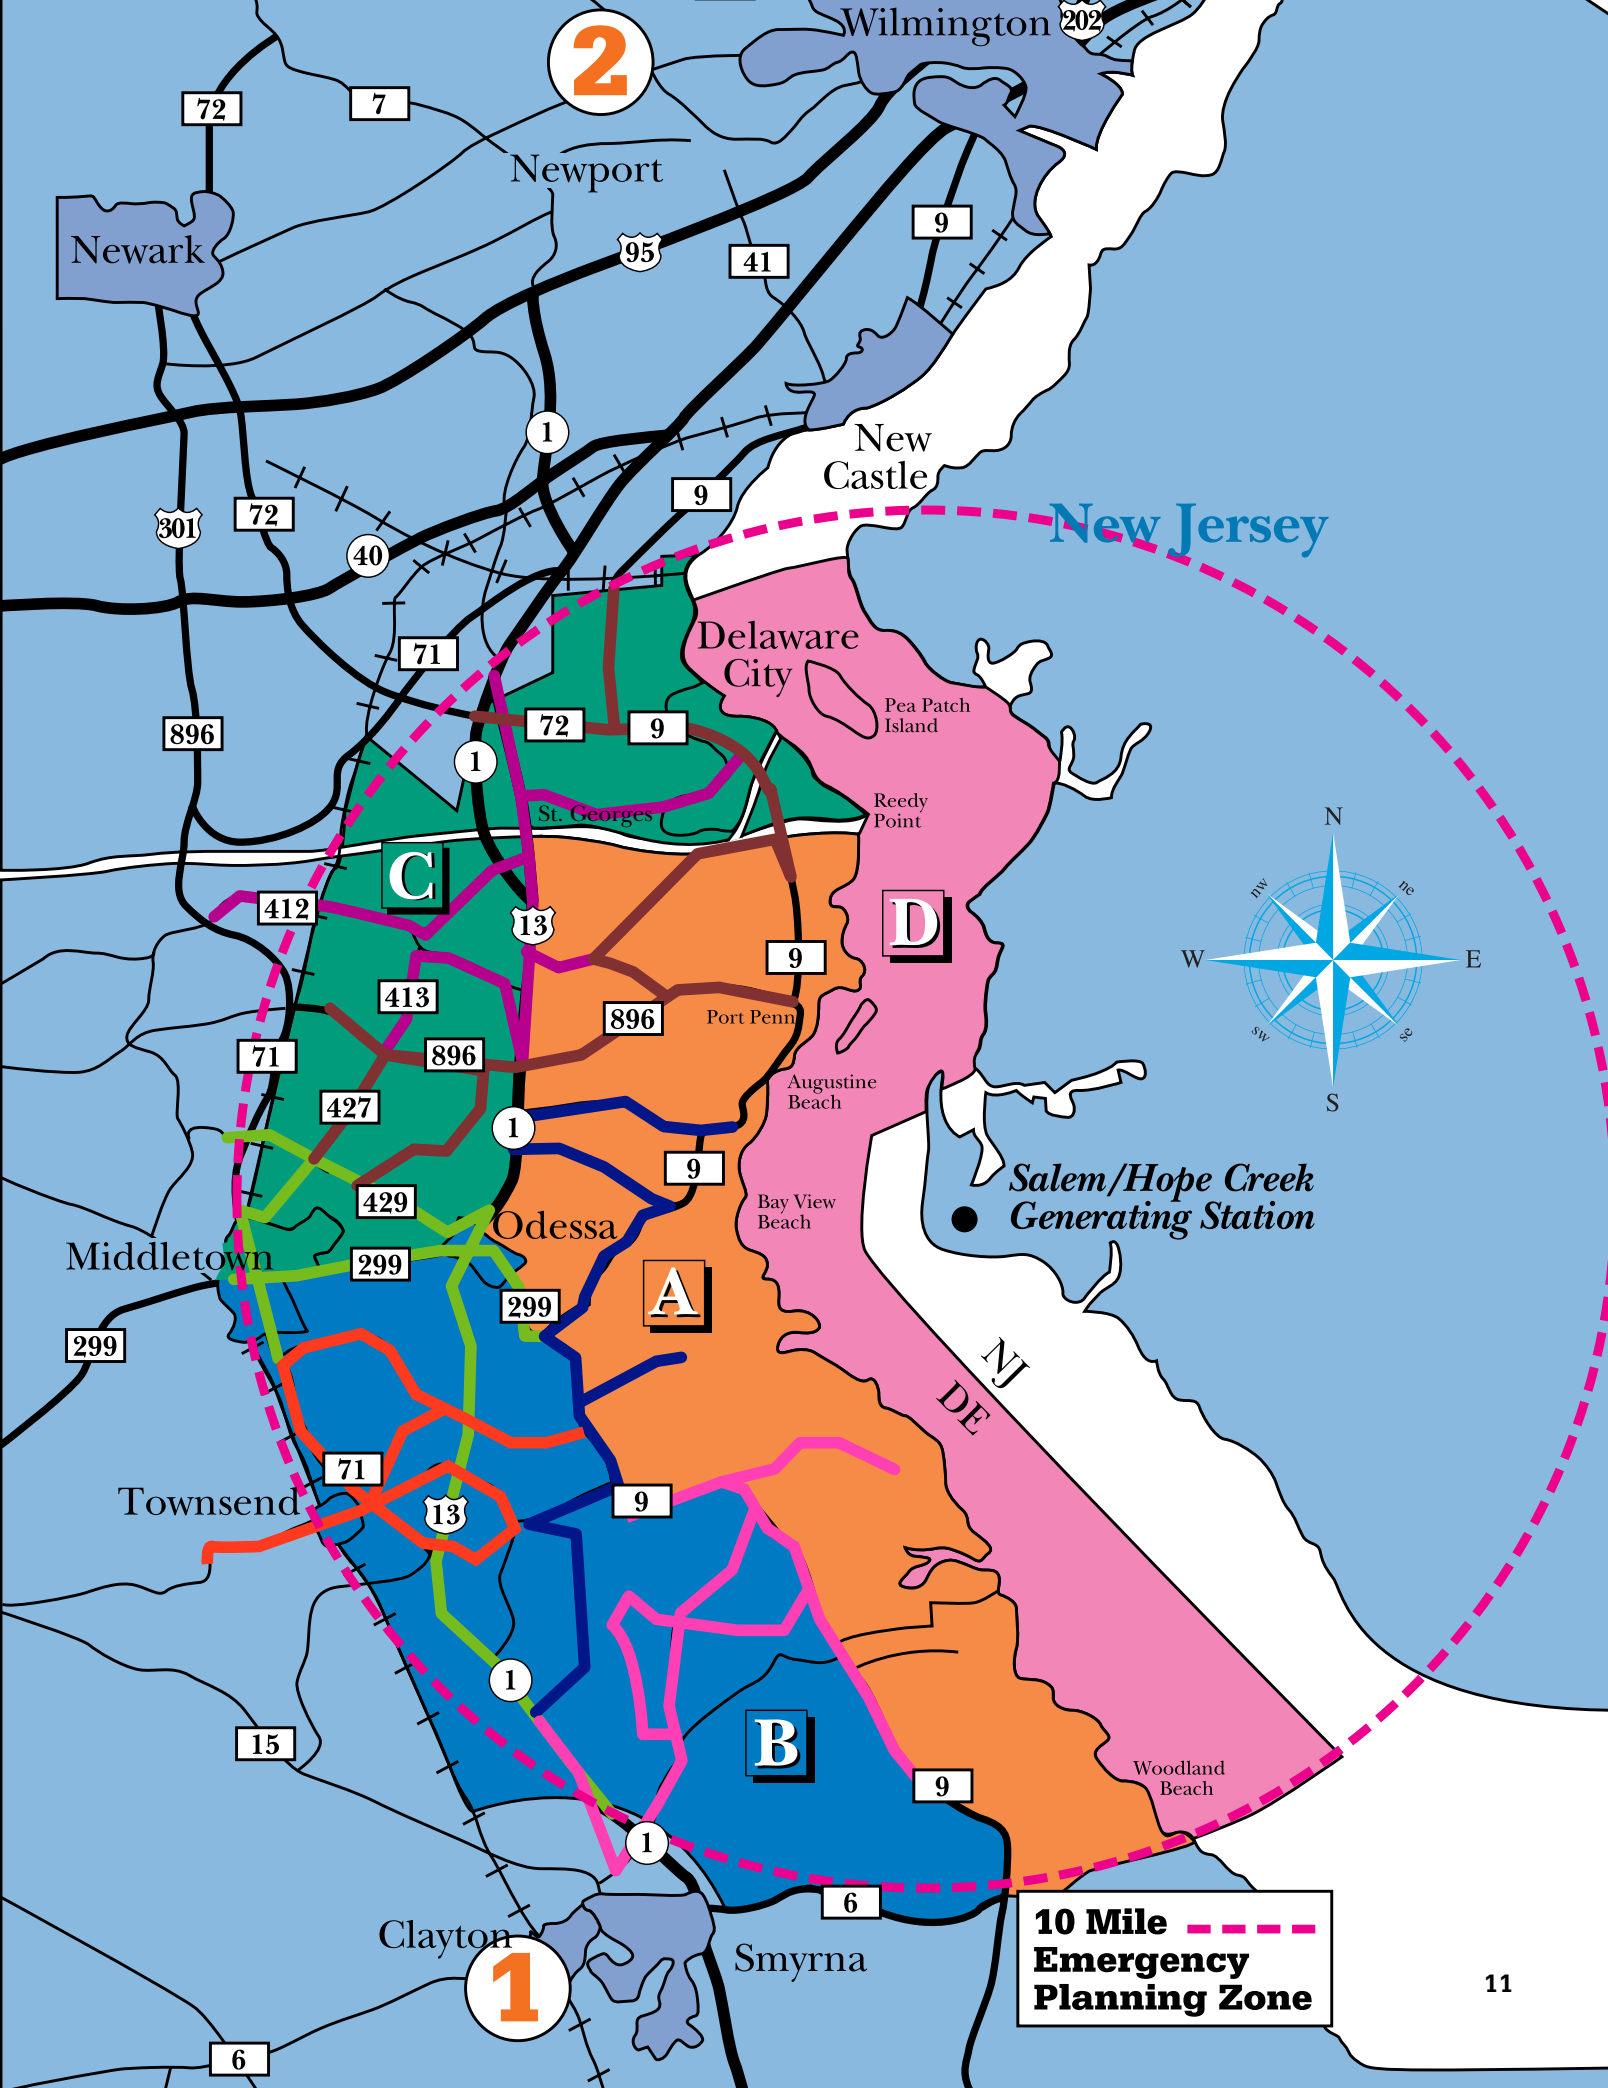 Wilmington
202
2
72
7
Newport
Newark
95
41
9
1
New
Castle
9
301
72
40
New Jersey
71
Delaware
City
Pea Patch
Island
896
72
9
1
Reedy
Point
St. Georges
N
nw
ne
W
E
sw
se
S
C
412
13
D
9
413
896
Port Penn
71
896
427
Augustine
Beach
1
9
429
Salem/Hope Creek
Generating Station
Bay View
Beach
Odessa
Middletown
299
A
299
299
NJ
DE
71
Townsend
13
9
1
15
B
Woodland
Beach
9
1
6
10 Mile
Emergency
Planning Zone
Clayton
Smyrna
1
11
6